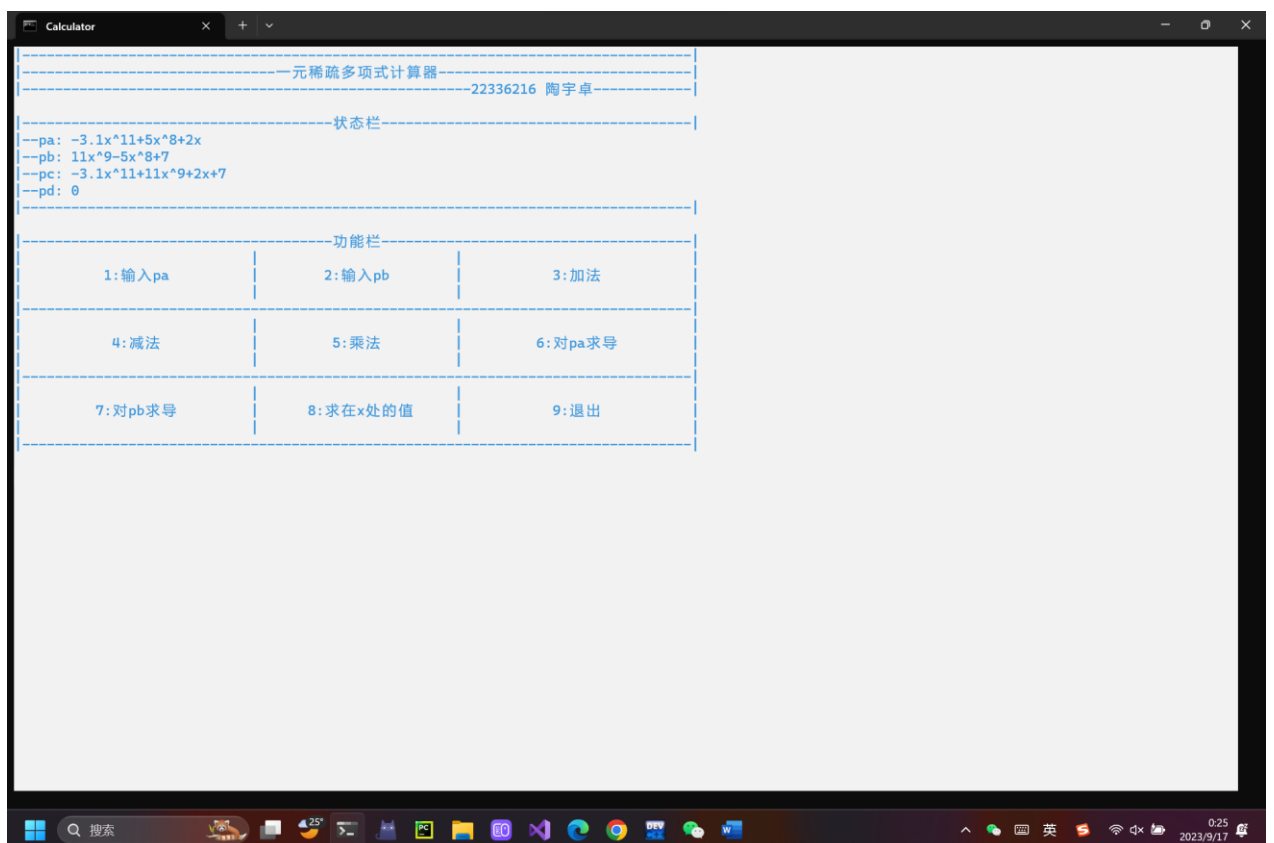 Calculator
|----------------------------------------------------------------------------------|
|-------------------------------一元稀疏多项式计算器-------------------------------|
|-------------------------------------------------------22336216 陶宇卓------------|
|--------------------------------------状态栏--------------------------------------|
|--pa: -3.1x^11+5x^8+2x
|--pb: 11x^9-5x^8+7
|--pc: -3.1x^11+11x^9+2x+7
|--pd: 0
|----------------------------------------------------------------------------------|
|--------------------------------------功能栏--------------------------------------|
| 1:输入pa | 2:输入pb | 3:加法 |
|----------------------------------------------------------------------------------|
| 4:减法 | 5:乘法 | 6:对pa求导 |
|----------------------------------------------------------------------------------|
| 7:对pb求导 | 8:求在x处的值 | 9:退出 |
|----------------------------------------------------------------------------------|
搜索 25° PC DEV 英 0:25
2023/9/17